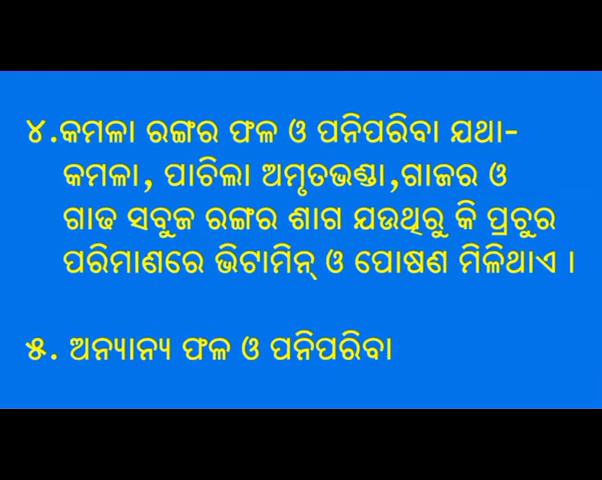 ୪.କମଳା ରଙ୍ଗର ଫଳ ଓ ପନିପରିବା ଯଥା-
କମଳା, ପାଚିଲା ଅମୃତଭଣ୍ଡା,ଗାଜର ଓ
ଗାଢ ସବୁଜ ରଙ୍ଗର ଶାଗ ଯଉଥିରୁ କି ପ୍ରଚୁର
ପରିମାଣରେ ଭିଟାମିନ୍ ଓ ପୋଷଣ ମିଳିଥାଏ ।
୫. ଅନ୍ୟାନ୍ୟ ଫଳ ଓ ପନିପରିବା